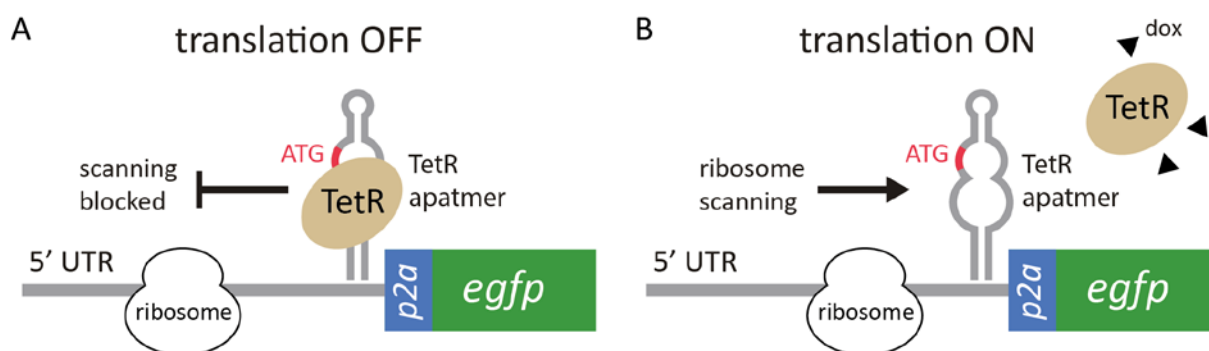 A
translation OFF
ATG
scanning
blocked
TetR
TetR
apatmer
5' UTR
ribosome
p2a
egfp
B
translation ON
dox
TetR
ATG
ribosome
scanning
TetR
apatmer
5' UTR
ribosome
p2a
egfp